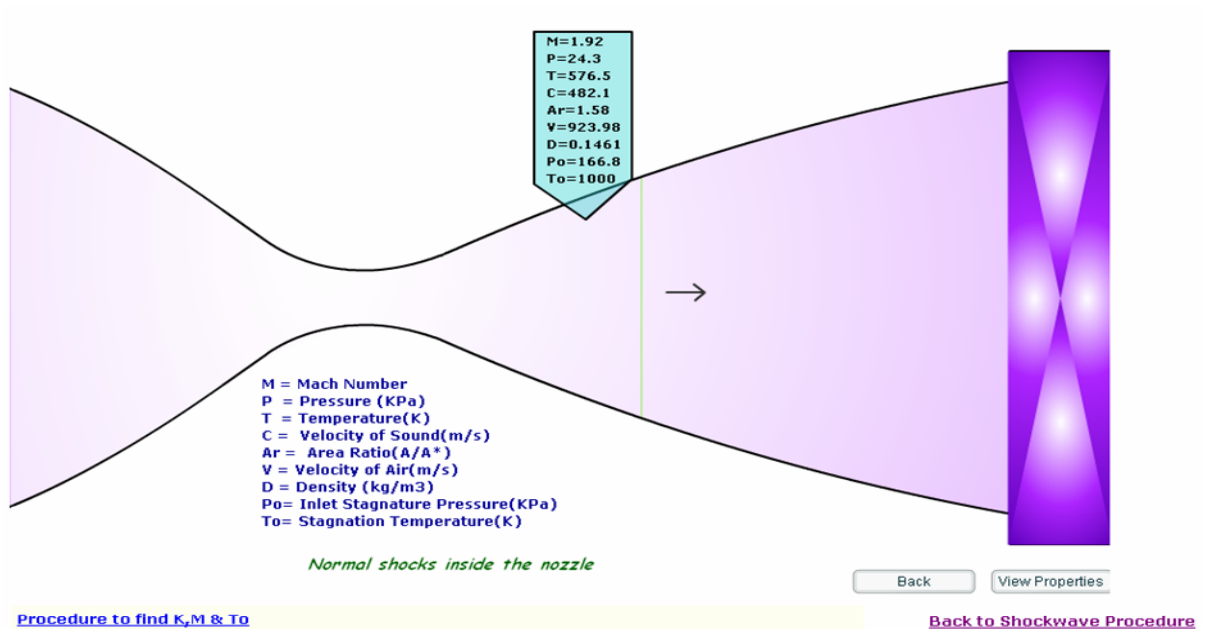 M=1.92
P=24.3
T=576.5
C=482.1
Ar=1.58
V=923.98
D=0.1461
Po=166.8
To=1000
M = Mach Number
P = Pressure (KPa)
T = Temperature(K)
C = Velocity of Sound(m/s)
Ar = Area Ratio(A/A*)
V = Velocity of Air(m/s)
D = Density (kg/m3)
Po= Inlet Stagnature Pressure(KPa)
To= Stagnation Temperature(K)
Normal shocks inside the nozzle
Back
View Properties
Procedure to find K,M & To
Back to Shockwave Procedure